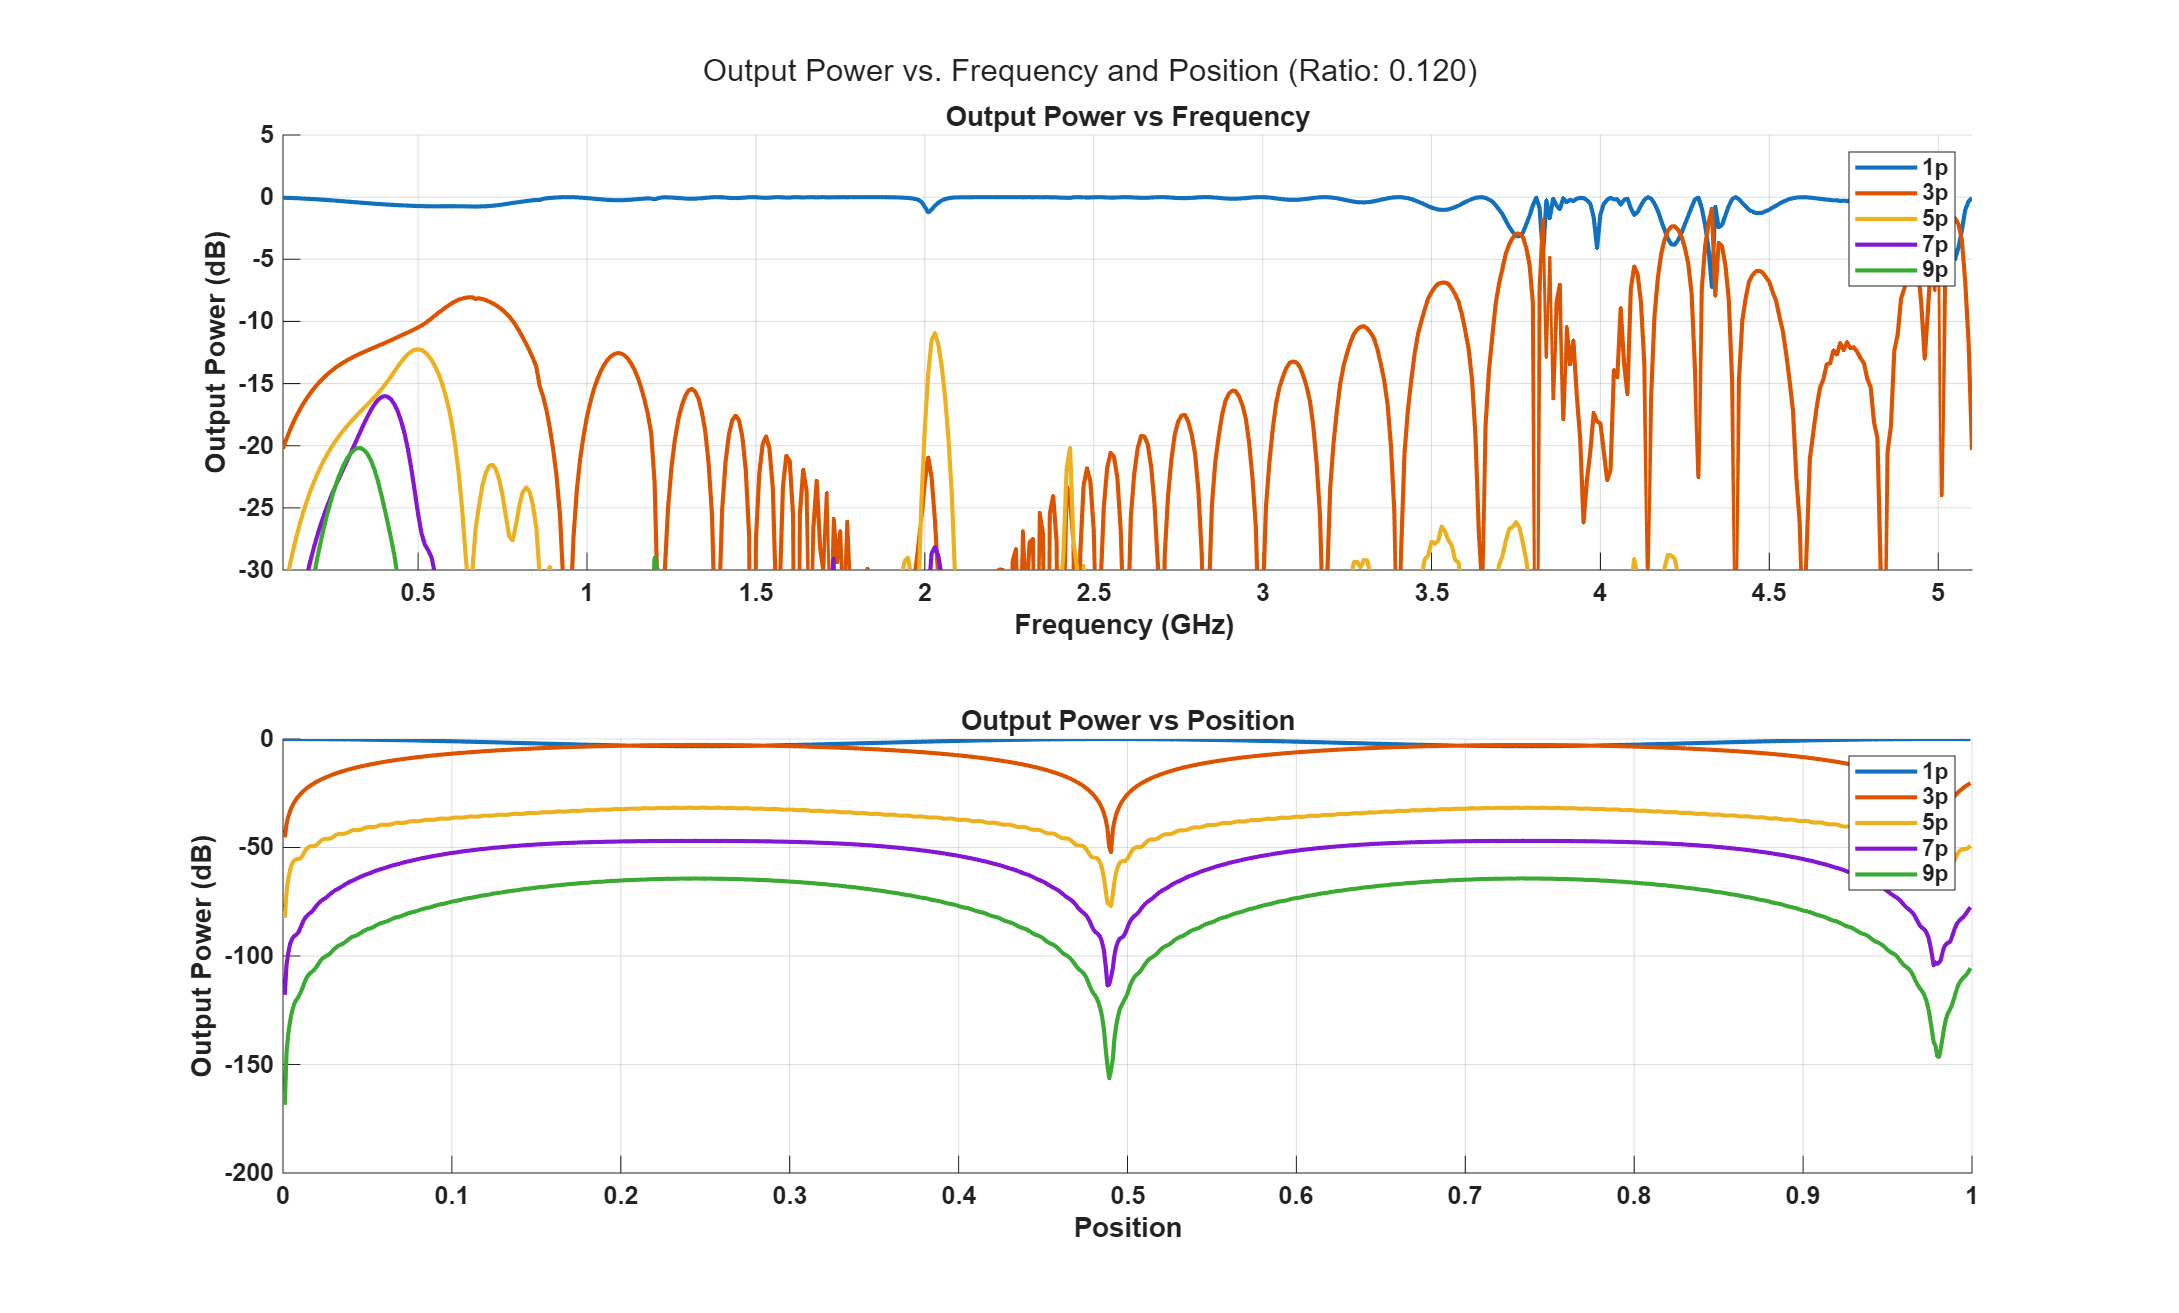 Output Power vs. Frequency and Position (Ratio: 0.120)
Output Power vs Frequency
5
0
-5
-10
-15
-20
-25
-30
Output Power (dB)
1p
3p
5p
7p
9p
0.5 1 1.5 2 2.5 3 3.5 4 4.5 5
Frequency (GHz)
Output Power vs Position
0
-50
-100
-150
-200
Output Power (dB)
1p
3p
5p
7p
9p
0 0.1 0.2 0.3 0.4 0.5 0.6 0.7 0.8 0.9 1
Position